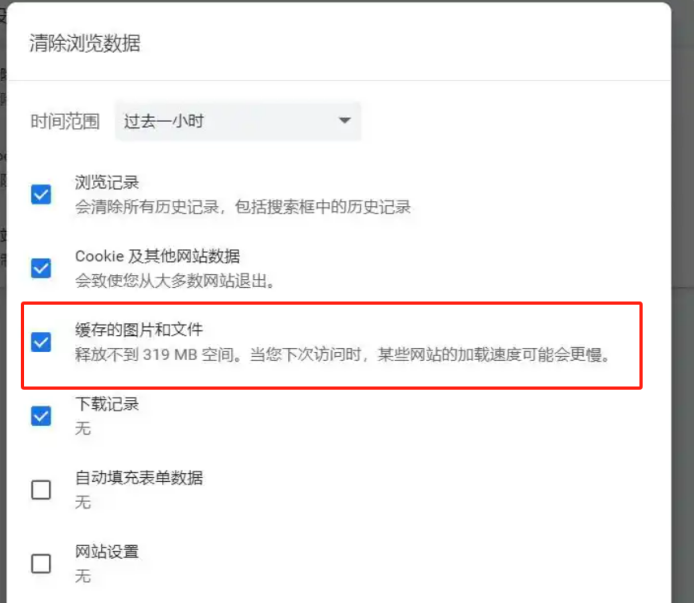 清除浏览数据
时间范围 过去一小时
浏览记录
会清除所有历史记录，包括搜索框中的历史记录
Cookie 及其他网站数据
会致使您从大多数网站退出。
缓存的图片和文件
释放不到 319 MB 空间。当您下次访问时，某些网站的加载速度可能会更慢。
下载记录
无
自动填充表单数据
无
网站设置
无